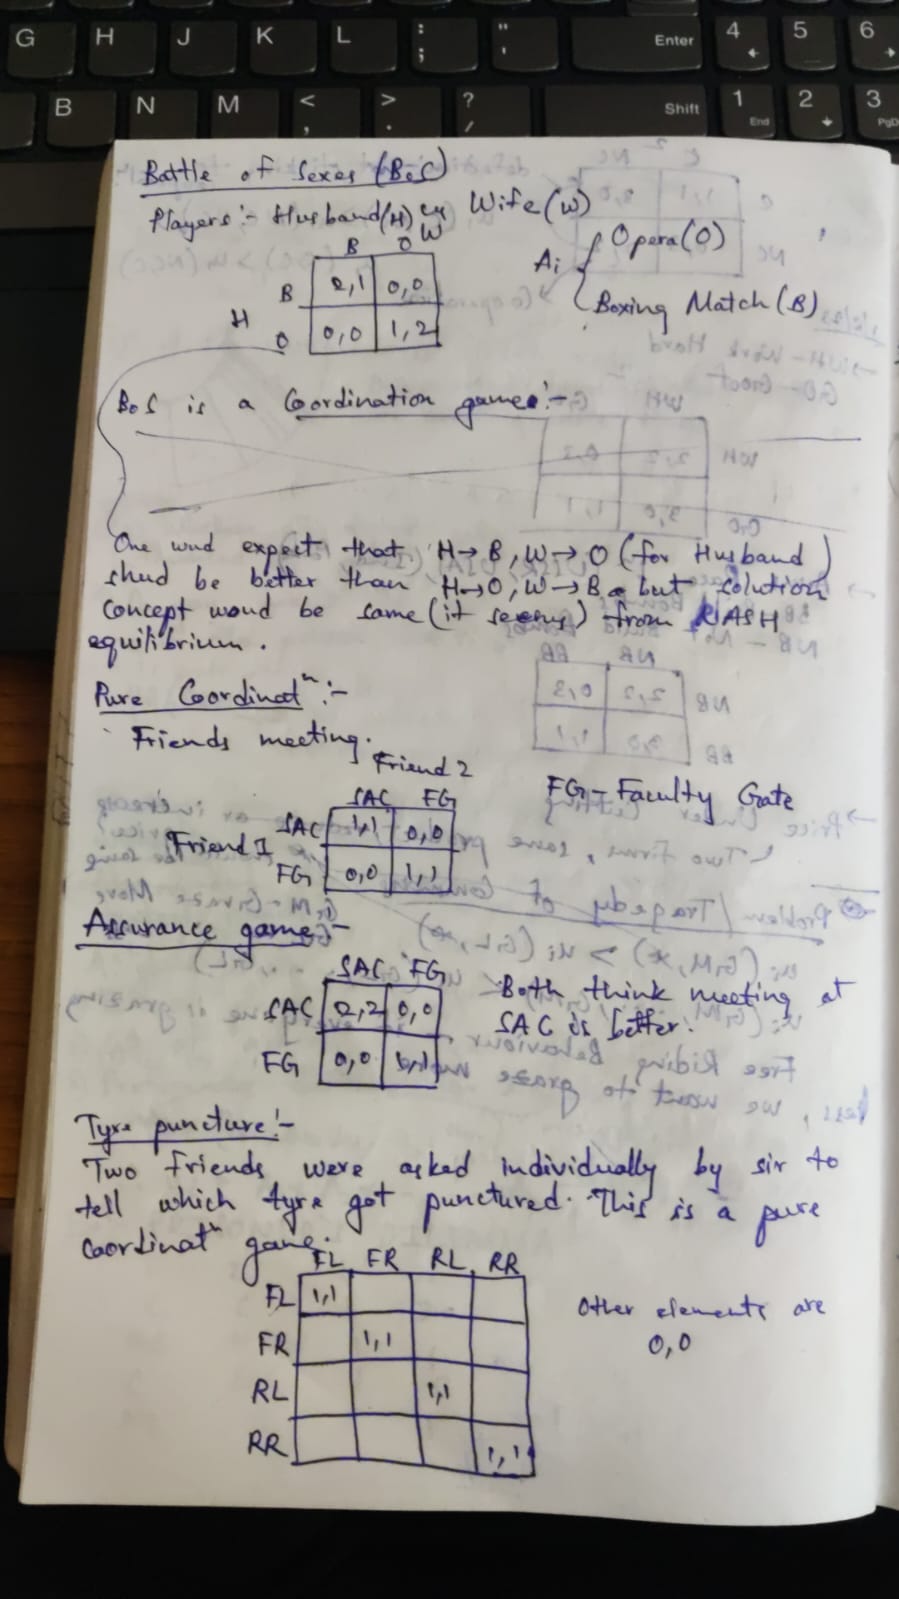 G H J K L : ; " ' Enter 4 5 6
B N M < , > . ? / Shift 1 End 2 3 PgD
Battle of Sexes (BoS)
Players:- Husband(H) Wife(W)
W
B O
H
B 2,1 0,0
O 0,0 1,2
Ai { Opera(O)
Boxing Match (B)
BoS is a Coordination game:-
One woud expect that H→B, W→O (for Husband)
shud be better than H→O, W→B but solution
concept woud be same (it seems) from NASH
equilibrium.
Pure Coordinatⁿ:-
Friends meeting.
Friend 2
SAC FG
Friend 1
SAC 1,1 0,0
FG 0,0 1,1
FG - Faculty Gate
Assurance game:-
SAC FG
SAC 2,2 0,0
FG 0,0 1,1
Both think meeting at
SAC is better.
Tyre puncture:-
Two friends were asked individually by sir to
tell which tyre got punctured. This is a pure
Coordinatⁿ game.
FL FR RL RR
FL 1,1
FR 1,1
RL 1,1
RR 1,1
Other elements are
0,0